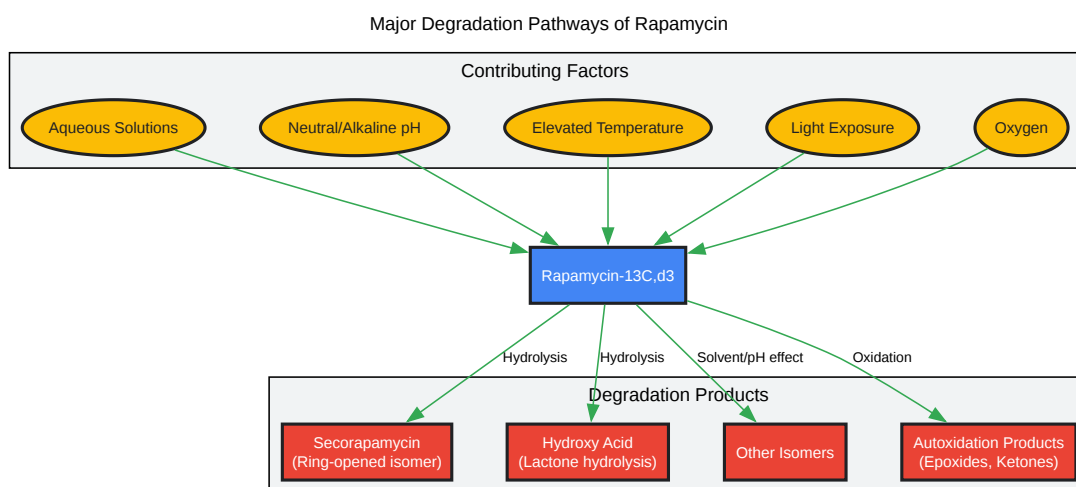 Major Degradation Pathways of Rapamycin
Contributing Factors
Aqueous Solutions
Neutral/Alkaline pH
Elevated Temperature
Light Exposure
Oxygen
Rapamycin-13C,d3
Hydrolysis
Hydrolysis
Solvent/pH effect
Oxidation
Degradation Products
Secorapamycin
(Ring-opened isomer)
Hydroxy Acid
(Lactone hydrolysis)
Other Isomers
Autoxidation Products
(Epoxides, Ketones)